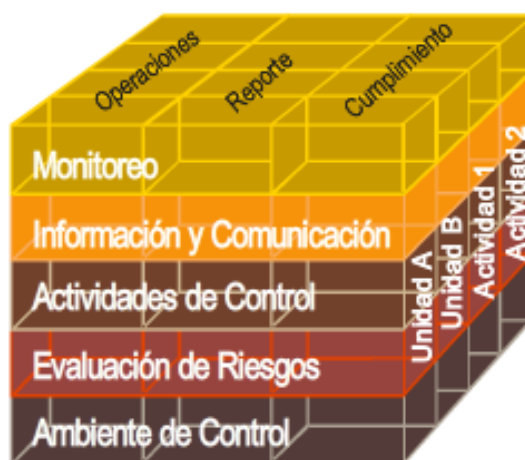 Operaciones
Reporte
Cumplimiento
Monitoreo
Información y Comunicación
Actividades de Control
Evaluación de Riesgos
Ambiente de Control
Unidad A
Unidad B
Actividad 1
Actividad 2